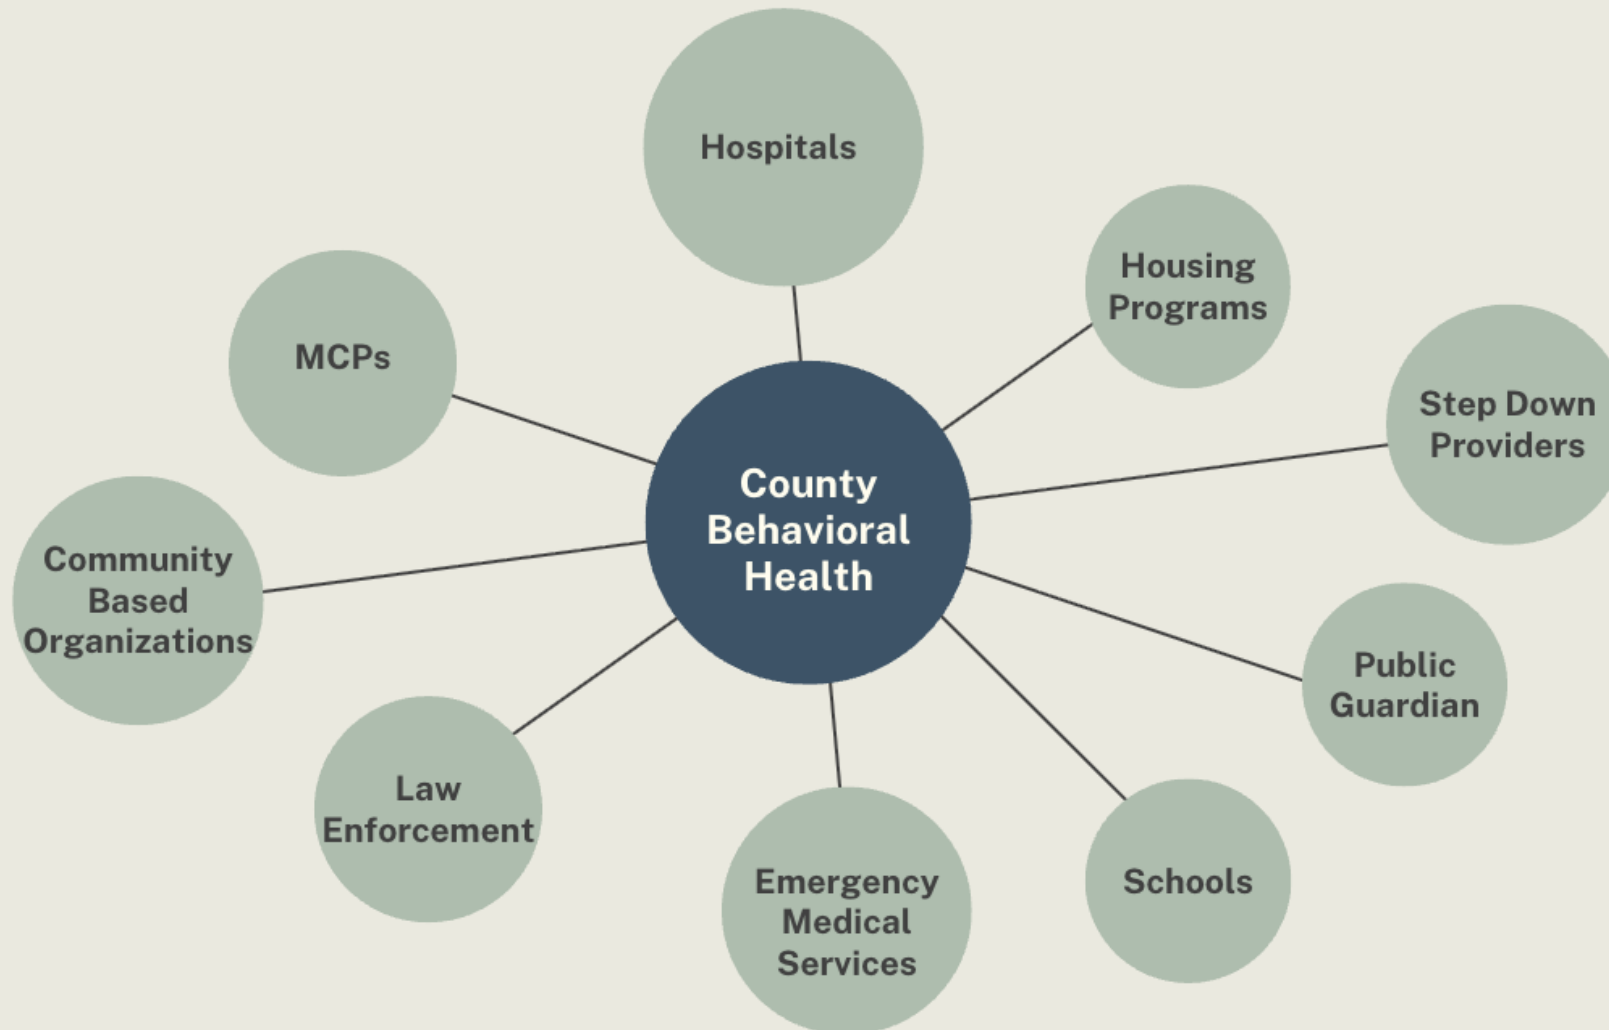 Hospitals
Housing
Programs
MCPs
Step Down
Providers
County
Behavioral
Health
Community
Based
Organizations
Public
Guardian
Law
Enforcement
Emergency
Medical
Services
Schools